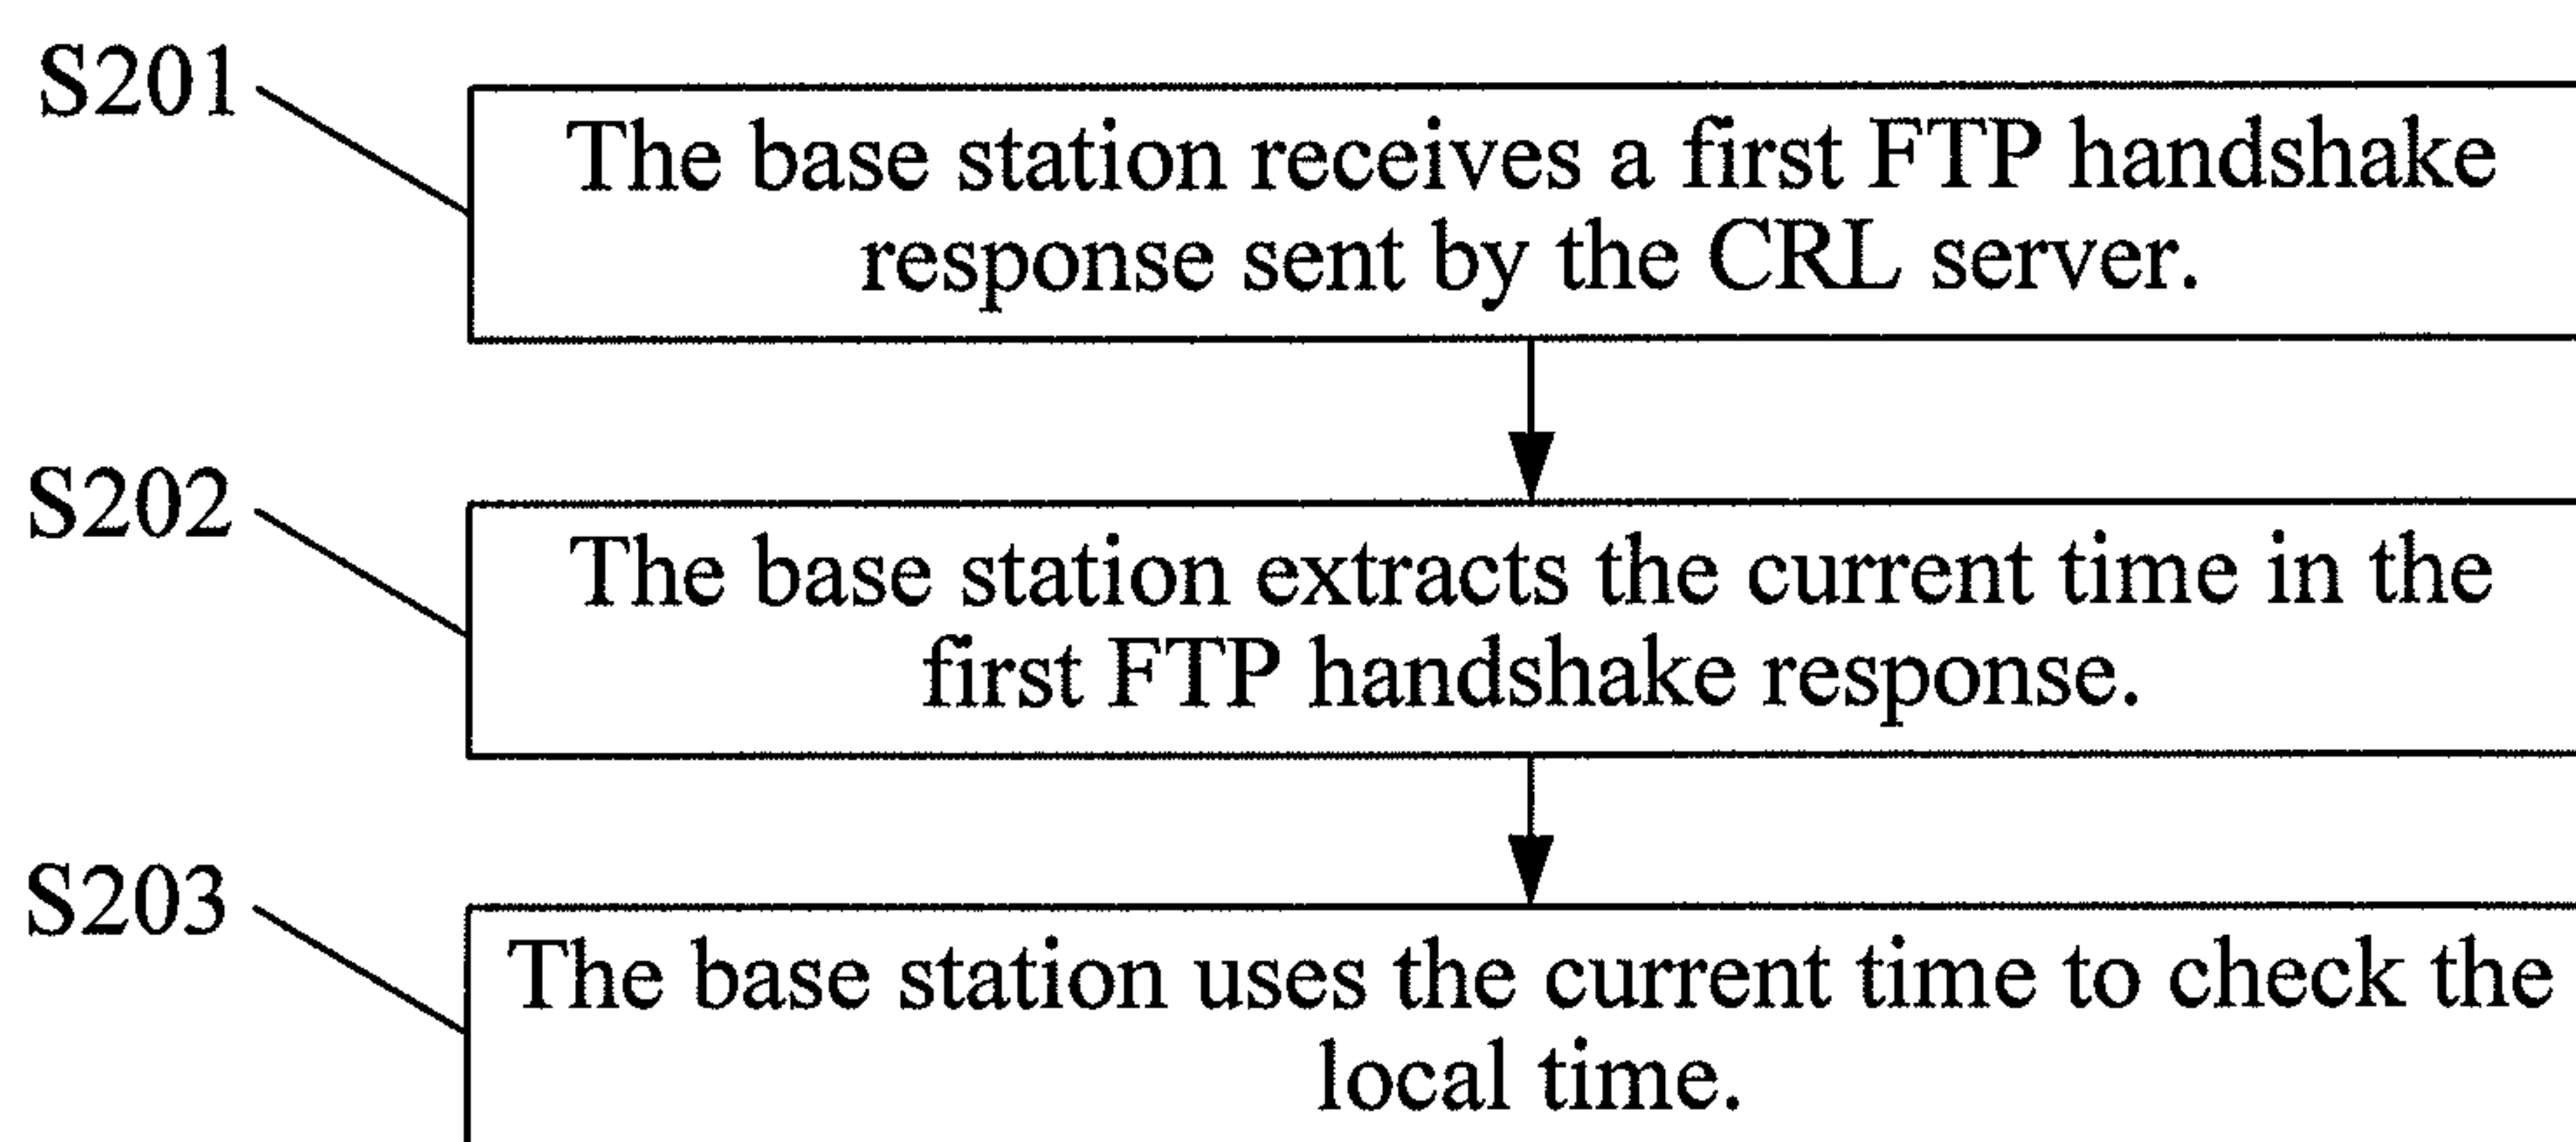 S201
The base station receives a first FTP handshake
response sent by the CRL server.
S202
The base station extracts the current time in the
first FTP handshake response.
S203
The base station uses the current time to check the
local time.